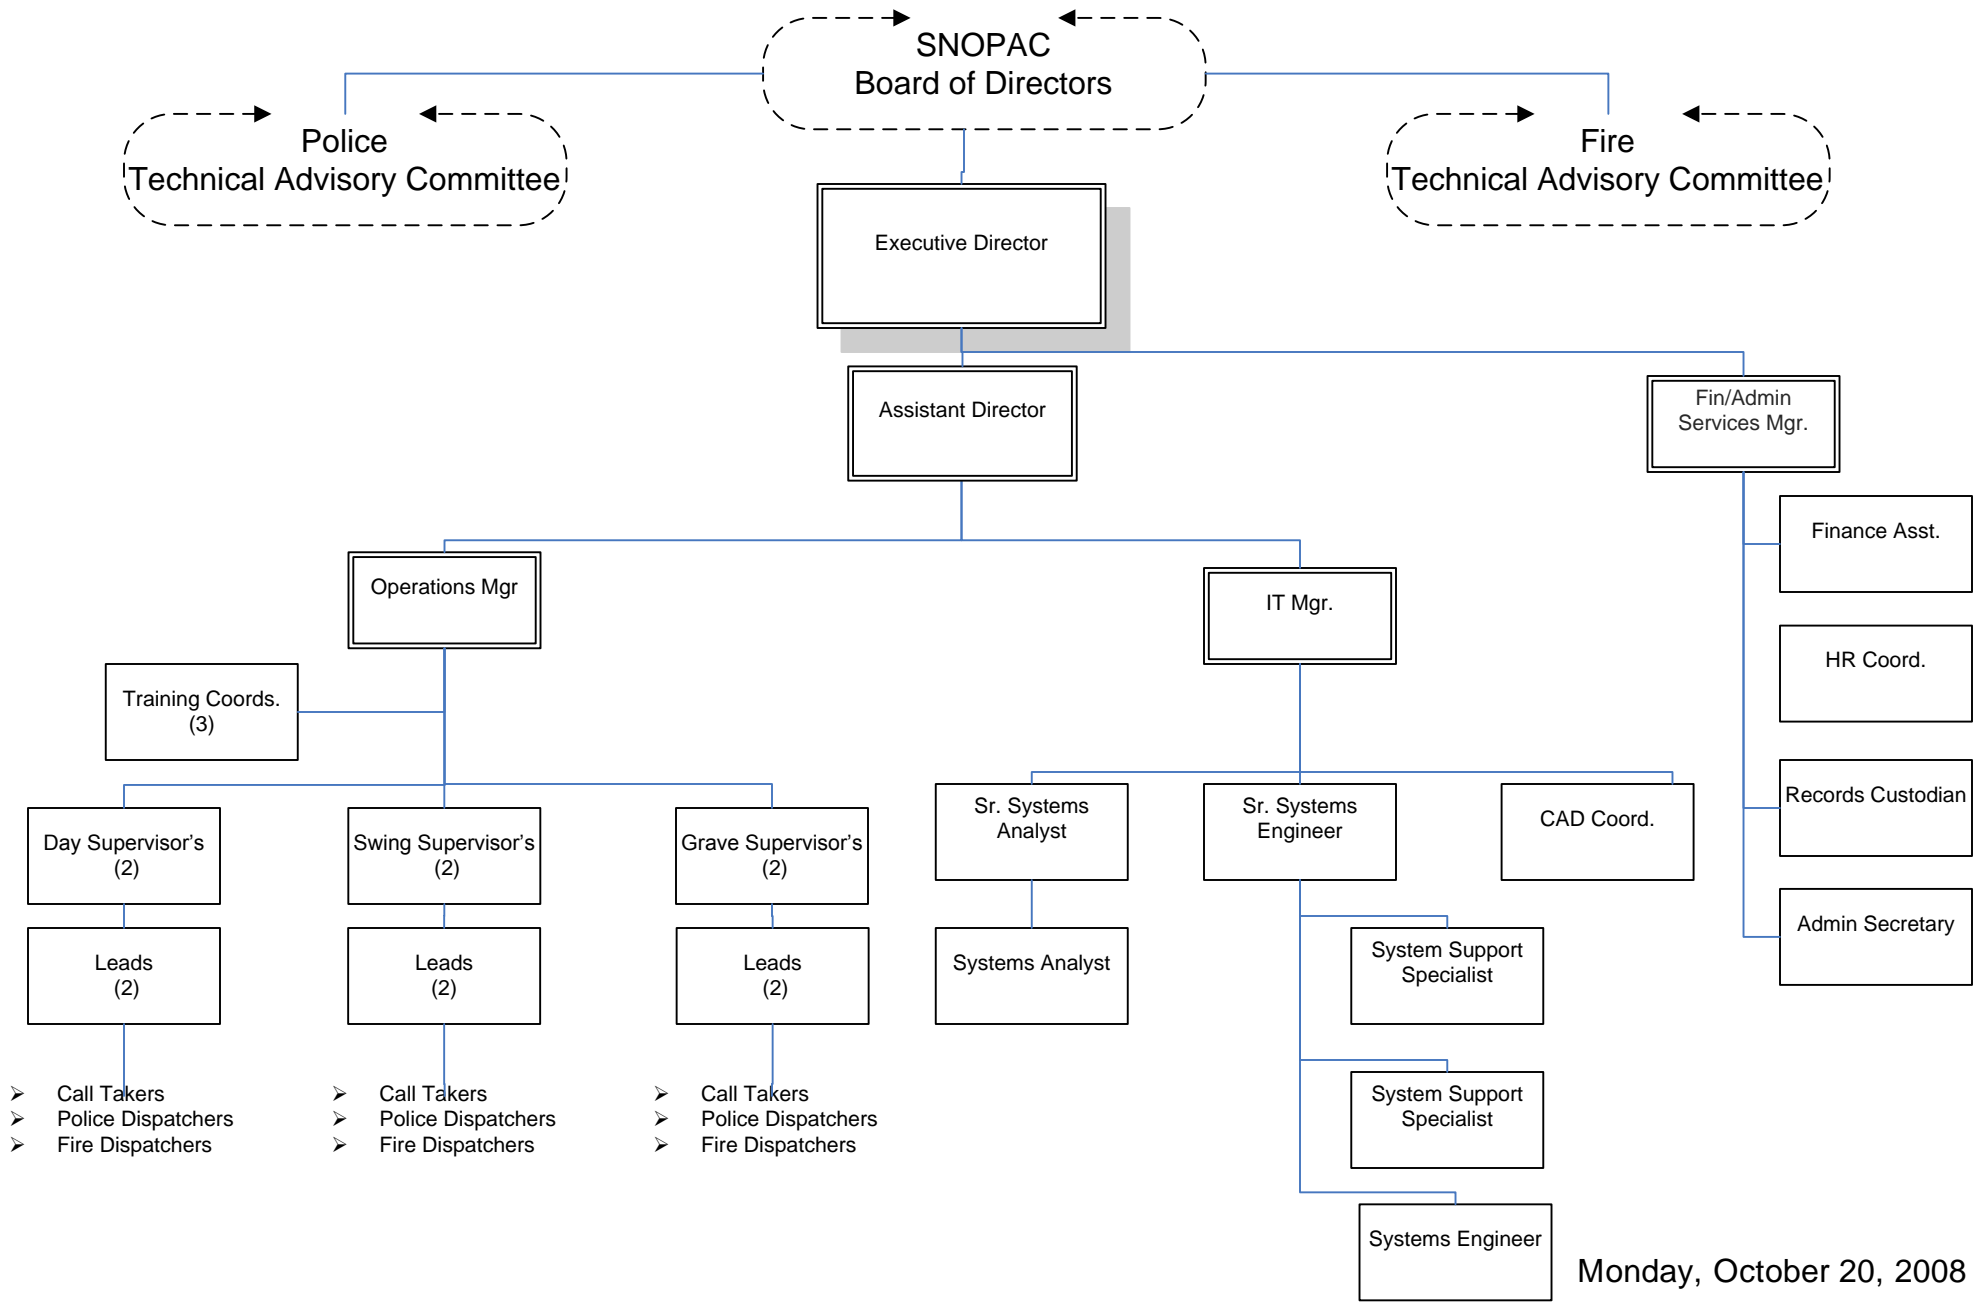 SNOPAC
Board of Directors
Police
Technical Advisory Committee
Fire
Technical Advisory Committee
Executive Director
Assistant Director
Fin/Admin
Services Mgr.
Finance Asst.
Operations Mgr
IT Mgr.
HR Coord.
Training Coords.
(3)
Records Custodian
Day Supervisor's
(2)
Swing Supervisor's
(2)
Grave Supervisor's
(2)
Sr. Systems
Analyst
Sr. Systems
Engineer
CAD Coord.
Admin Secretary
Leads
(2)
Leads
(2)
Leads
(2)
Systems Analyst
System Support
Specialist
➢ Call Takers
➢ Police Dispatchers
➢ Fire Dispatchers
➢ Call Takers
➢ Police Dispatchers
➢ Fire Dispatchers
➢ Call Takers
➢ Police Dispatchers
➢ Fire Dispatchers
System Support
Specialist
Systems Engineer
Monday, October 20, 2008